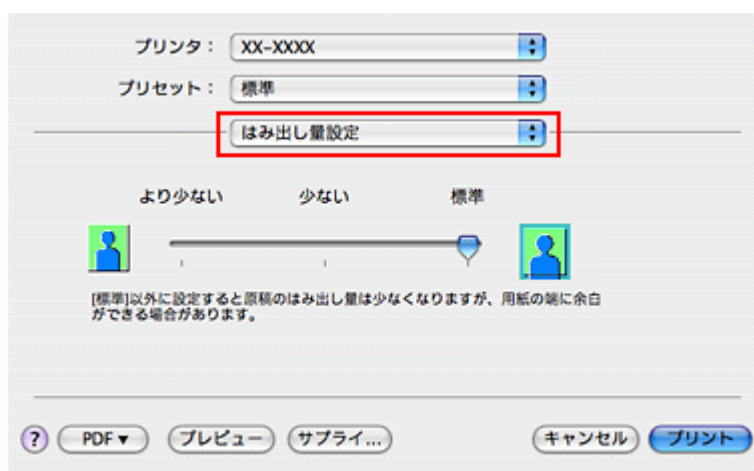 プリンタ： XX-XXXX
プリセット： 標準
はみ出し量設定
より少ない 少ない 標準
[標準]以外に設定すると原稿のはみ出し量は少なくなりますが、用紙の端に余白
ができる場合があります。
? PDF▼ プレビュー サプライ... キャンセル プリント